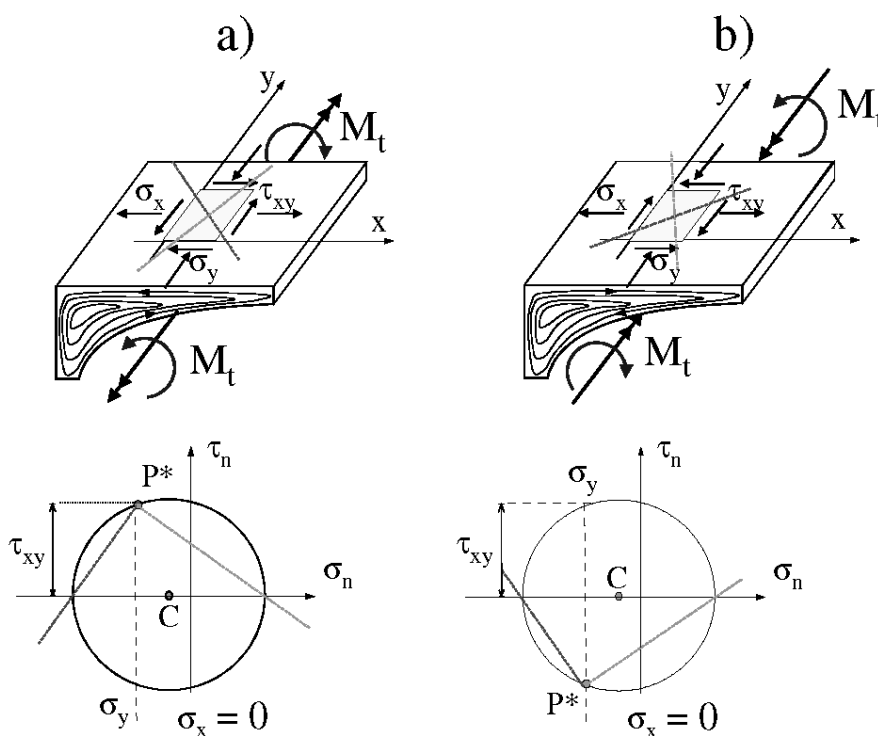 a)
b)
y
M_t
σ_x
τ_xy
x
σ_y
M_t
y
M_t
σ_x
τ_xy
x
σ_y
M_t
τ_n
P*
τ_xy
σ_n
C
σ_y
σ_x = 0
τ_n
σ_y
τ_xy
σ_n
C
P*
σ_x = 0